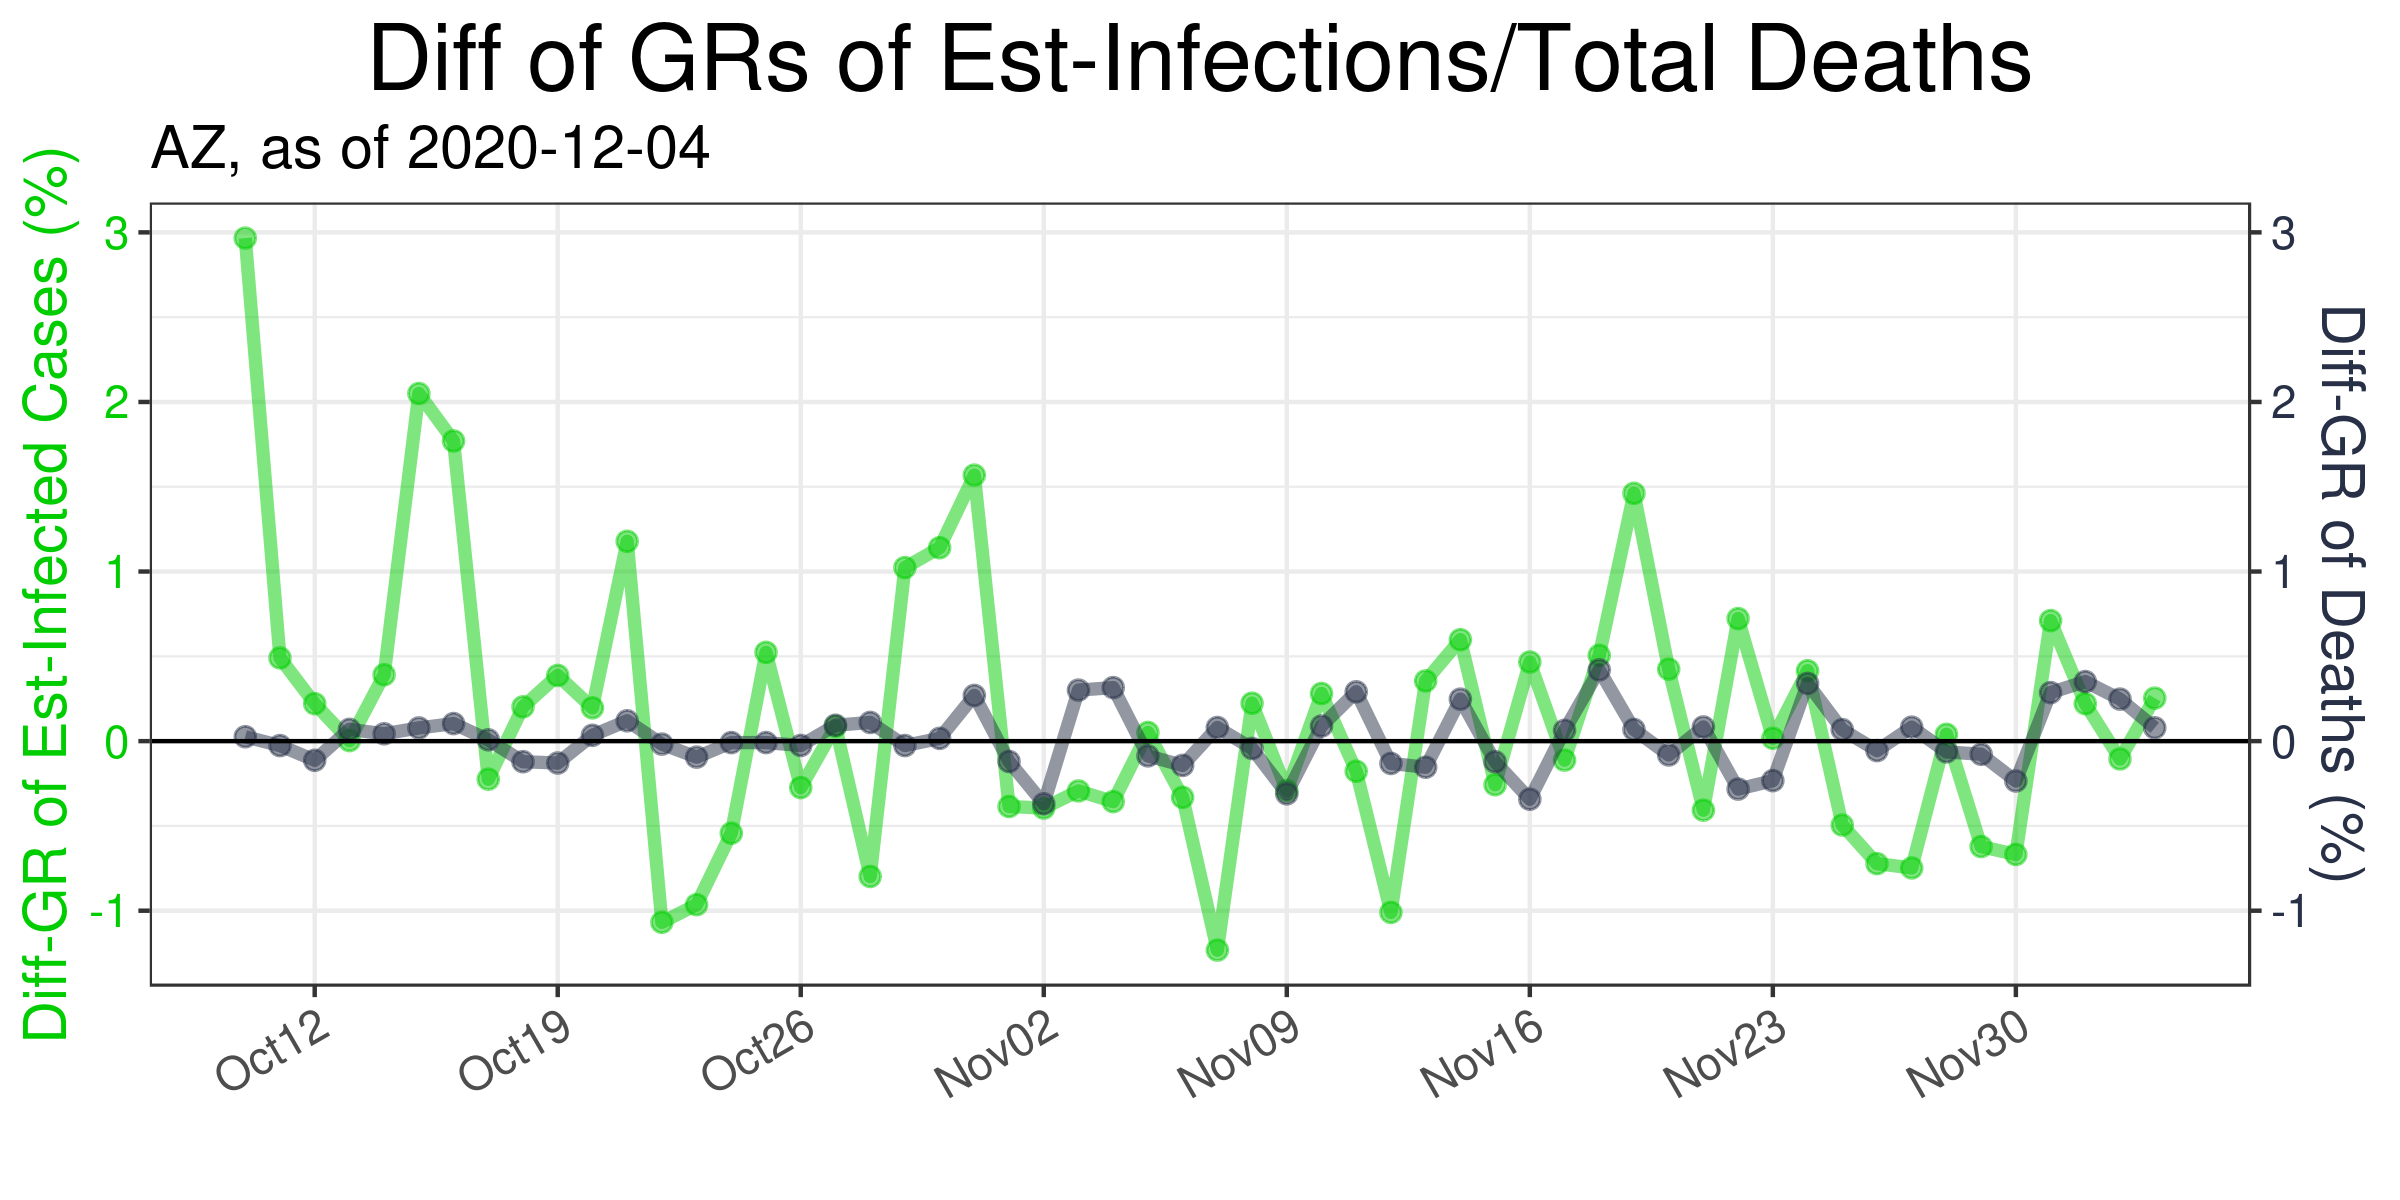 Diff of GRs of Est-Infections/Total Deaths
AZ, as of 2020-12-04
Diff-GR of Est-Infected Cases (%)
3
2
1
0
-1
3
2
1
0
-1
Diff-GR of Deaths (%)
Oct12
Oct19
Oct26
Nov02
Nov09
Nov16
Nov23
Nov30